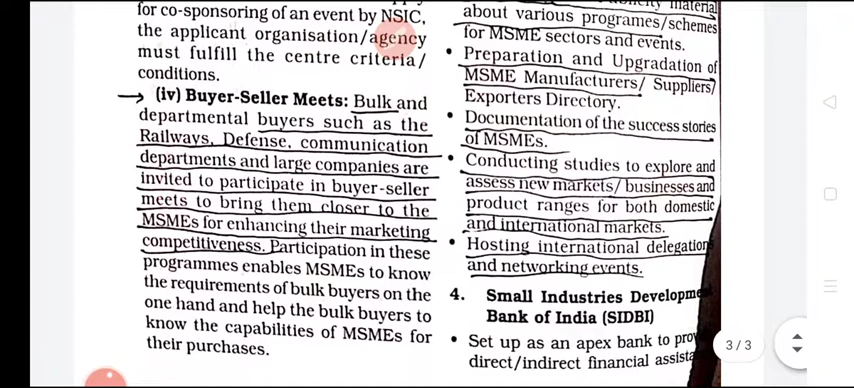 for co-sponsoring of an event by NSIC,
the applicant organisation/agency
must fulfill the centre criteria/
conditions.
(iv) Buyer-Seller Meets: Bulk and
departmental buyers such as the
Railways, Defense, communication
departments and large companies are
invited to participate in buyer-seller
meets to bring them closer to the
MSMEs for enhancing their marketing
competitiveness. Participation in these
programmes enables MSMEs to know
the requirements of bulk buyers on the
one hand and help the bulk buyers to
know the capabilities of MSMEs for
their purchases.
material
about various programes/schemes
for MSME sectors and events.
• Preparation and Upgradation of
MSME Manufacturers/ Suppliers/
Exporters Directory.
• Documentation of the success stories
of MSMEs.
• Conducting studies to explore and
assess new markets/ businesses and
product ranges for both domestic
and international markets.
• Hosting international delegation
and networking events.
4. Small Industries Developme
Bank of India (SIDBI)
• Set up as an apex bank to prov
direct/indirect financial assista
3/3